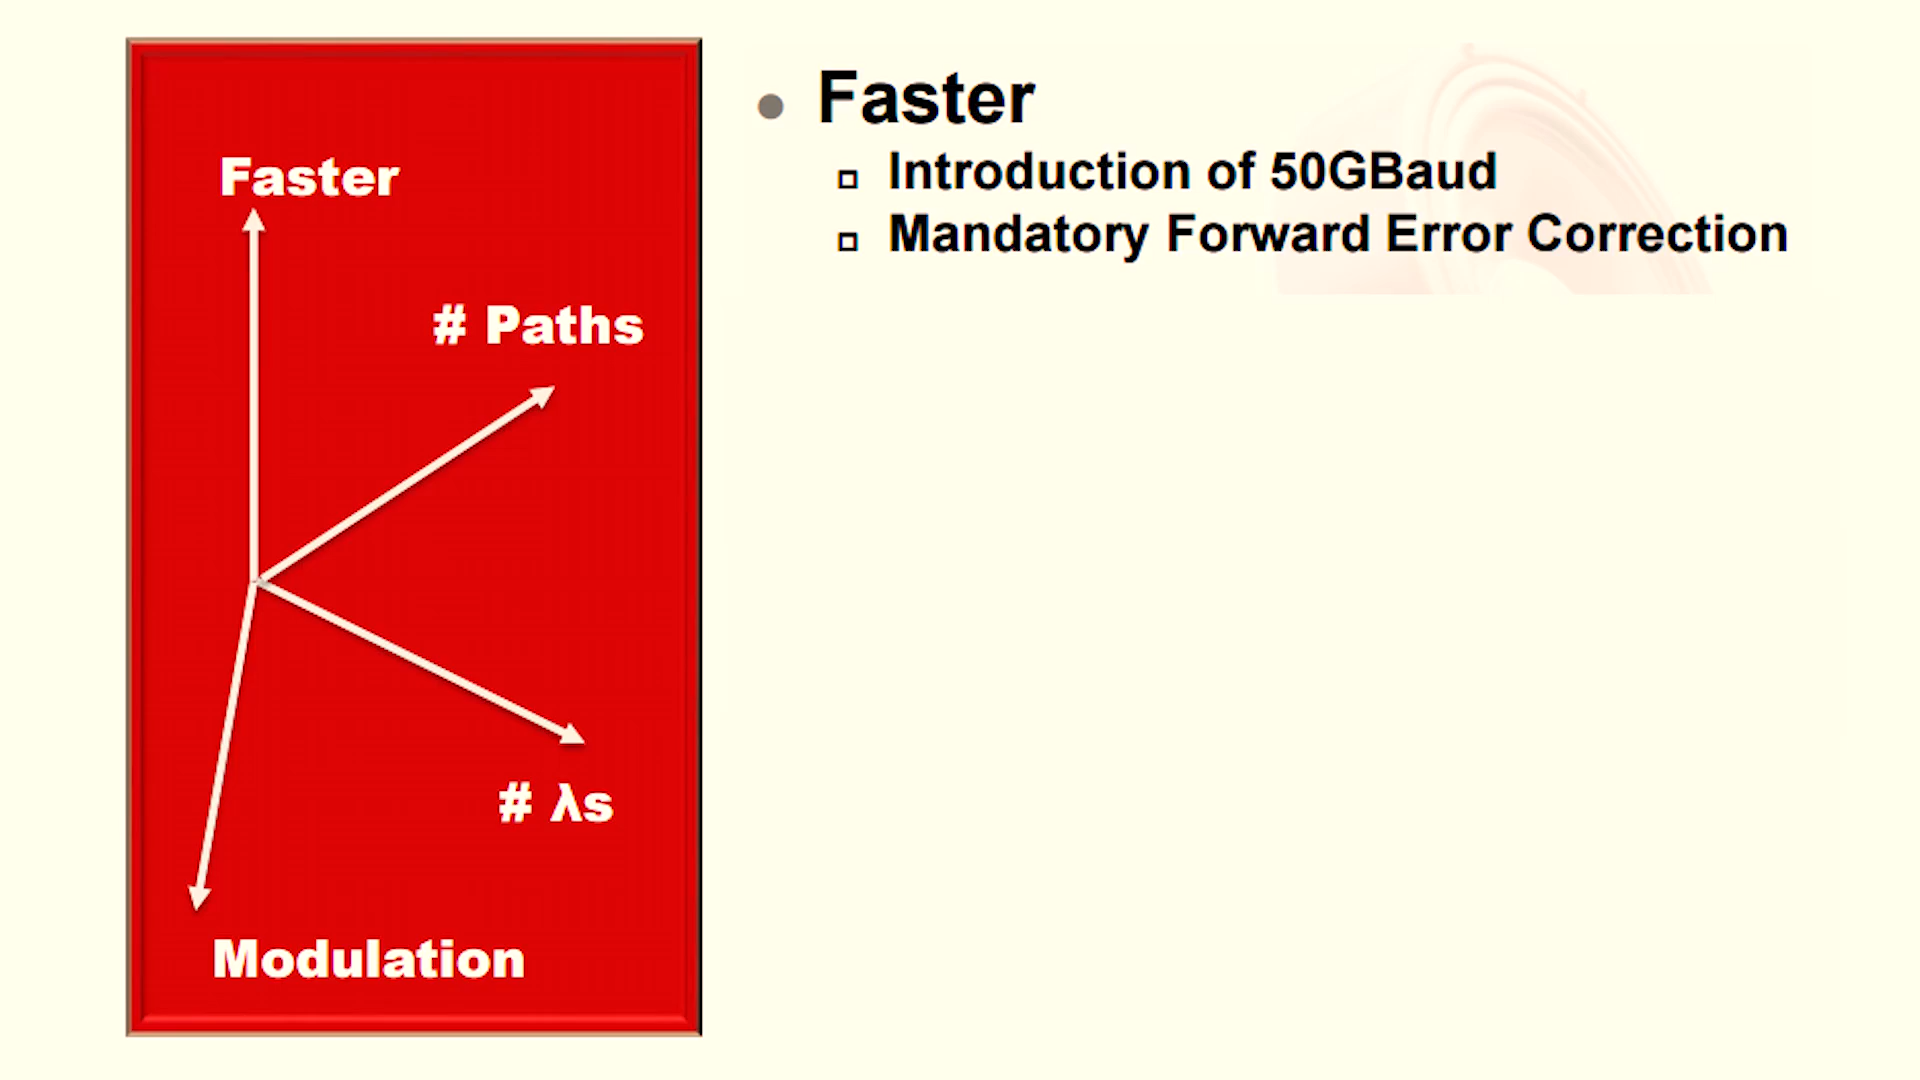 Faster
# Paths
# λs
Modulation
Faster
Introduction of 50GBaud
Mandatory Forward Error Correction